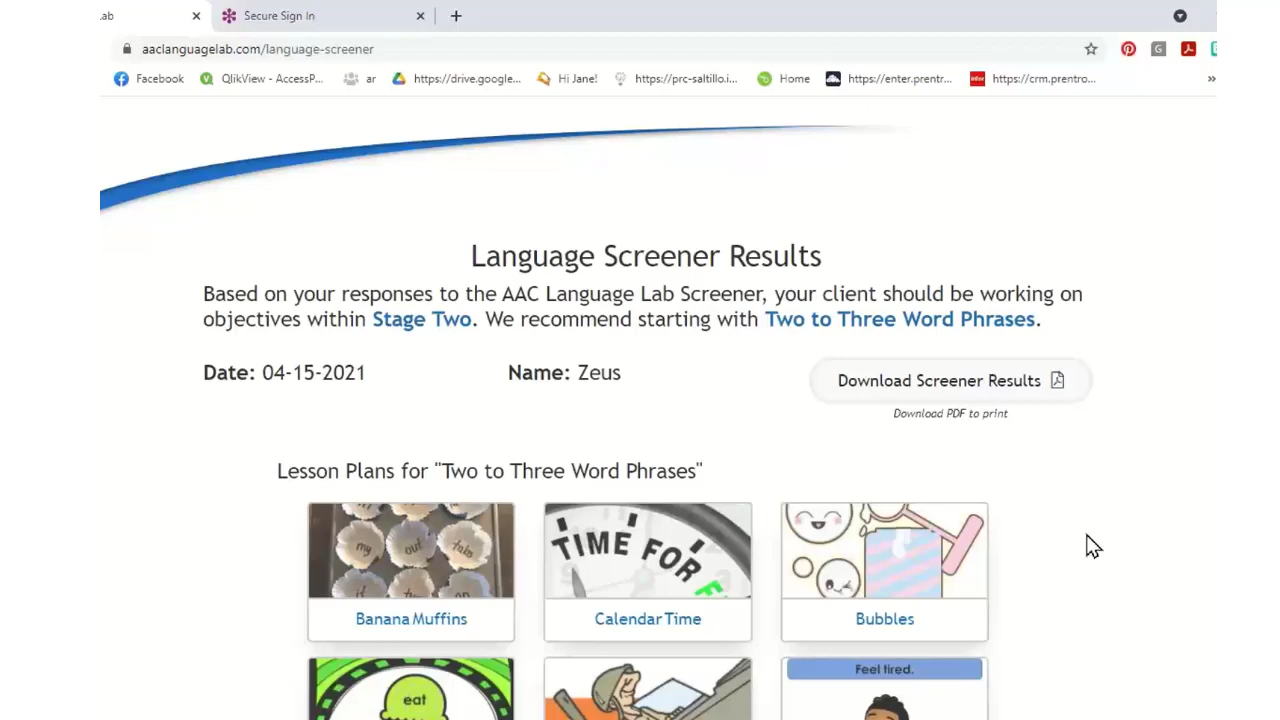 .ab
Secure Sign In
aaclanguagelab.com/language-screener
Facebook QlikView - AccessP... ar https://drive.google... Hi Jane! https://prc-saltillo.i... Home https://enter.prentr... https://crm.prentro...
Language Screener Results
Based on your responses to the AAC Language Lab Screener, your client should be working on
objectives within Stage Two. We recommend starting with Two to Three Word Phrases.
Date: 04-15-2021 Name: Zeus
Download Screener Results
Download PDF to print
Lesson Plans for "Two to Three Word Phrases"
my out
TIME FOR
Banana Muffins
Calendar Time
Bubbles
eat
Feel tired.